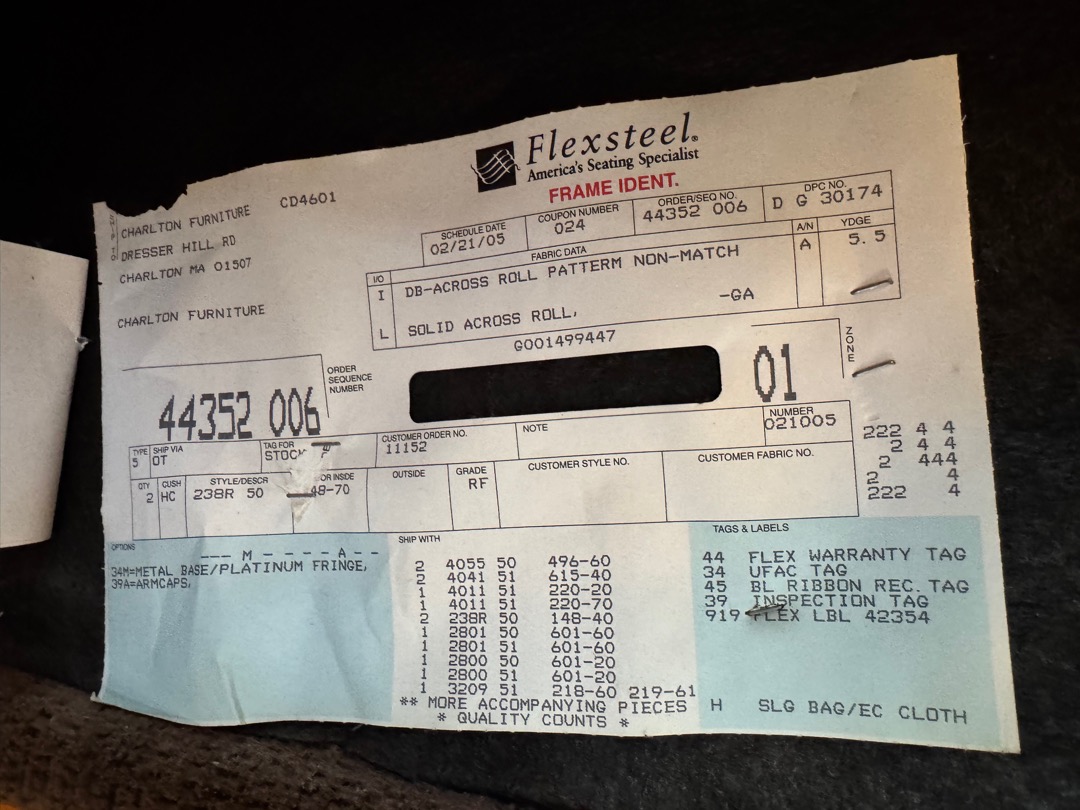 Flexsteel®
America's Seating Specialist
FRAME IDENT.
CD4601
SHIP TO
CHARLTON FURNITURE
DRESSER HILL RD
CHARLTON MA 01507
CHARLTON FURNITURE
SCHEDULE DATE
02/21/05
COUPON NUMBER
024
ORDER/SEQ NO.
44352 006
DPC NO.
D G 30174
I/O
FABRIC DATA
A/N
YDGE
I DB-ACROSS ROLL PATTERM NON-MATCH A 5.5
-GA
L SOLID ACROSS ROLL,
G001499447
44352 006
ORDER
SEQUENCE
NUMBER
01
ZONE
TYPE
5
SHIP VIA
OT
TAG FOR
STOCK
CUSTOMER ORDER NO.
11152
NOTE
NUMBER
021005
QTY
2
CUSH
HC
STYLE/DESCR
238R 50
OR INSIDE
48-70
OUTSIDE
GRADE
RF
CUSTOMER STYLE NO.
CUSTOMER FABRIC NO.
222 4 4
2 4 4
2 444
2 4
222 4
OPTIONS
--- M - - - - A - -
34M=METAL BASE/PLATINUM FRINGE,
39A=ARMCAPS,
SHIP WITH
2 4055 50 496-60
2 4041 51 615-40
1 4011 51 220-20
1 4011 51 220-70
2 238R 50 148-40
1 2801 50 601-60
1 2801 51 601-60
1 2800 50 601-20
1 2800 51 601-20
1 3209 51 218-60 219-61
** MORE ACCOMPANYING PIECES
* QUALITY COUNTS *
TAGS & LABELS
44 FLEX WARRANTY TAG
34 UFAC TAG
45 BL RIBBON REC. TAG
39 INSPECTION TAG
919 FLEX LBL 42354
H SLG BAG/EC CLOTH